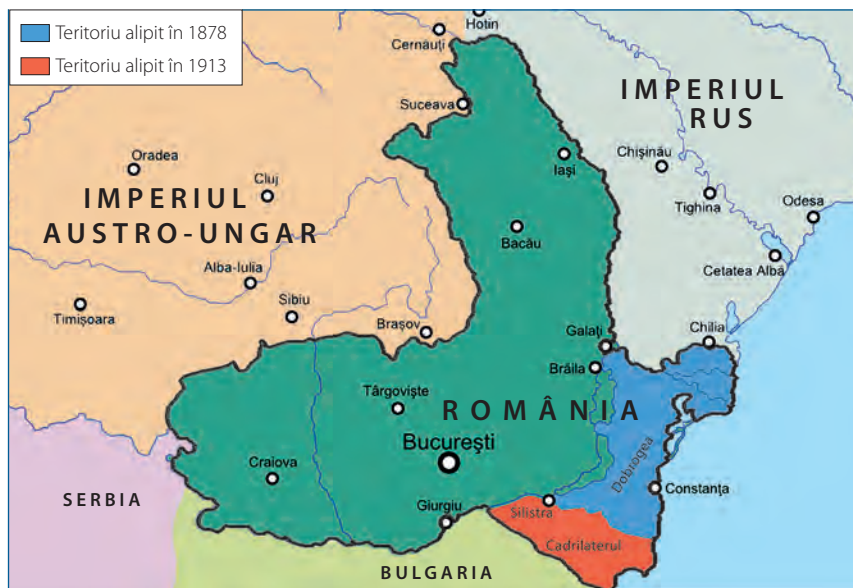 Teritoriu alipit în 1878
Teritoriu alipit în 1913
Hotin
Cernăuți
Suceava
IMPERIUL
RUS
Oradea
Cluj
Iași
Chișinău
Tighina
Odesa
IMPERIUL
AUSTRO-UNGAR
Bacău
Cetatea Albă
Alba-Iulia
Sibiu
Timișoara
Brașov
Galați
Chilia
Brăila
Târgoviște
ROMÂNIA
București
Craiova
Dobrogea
Constanța
SERBIA
Giurgiu
Silistra
Cadrilaterul
BULGARIA